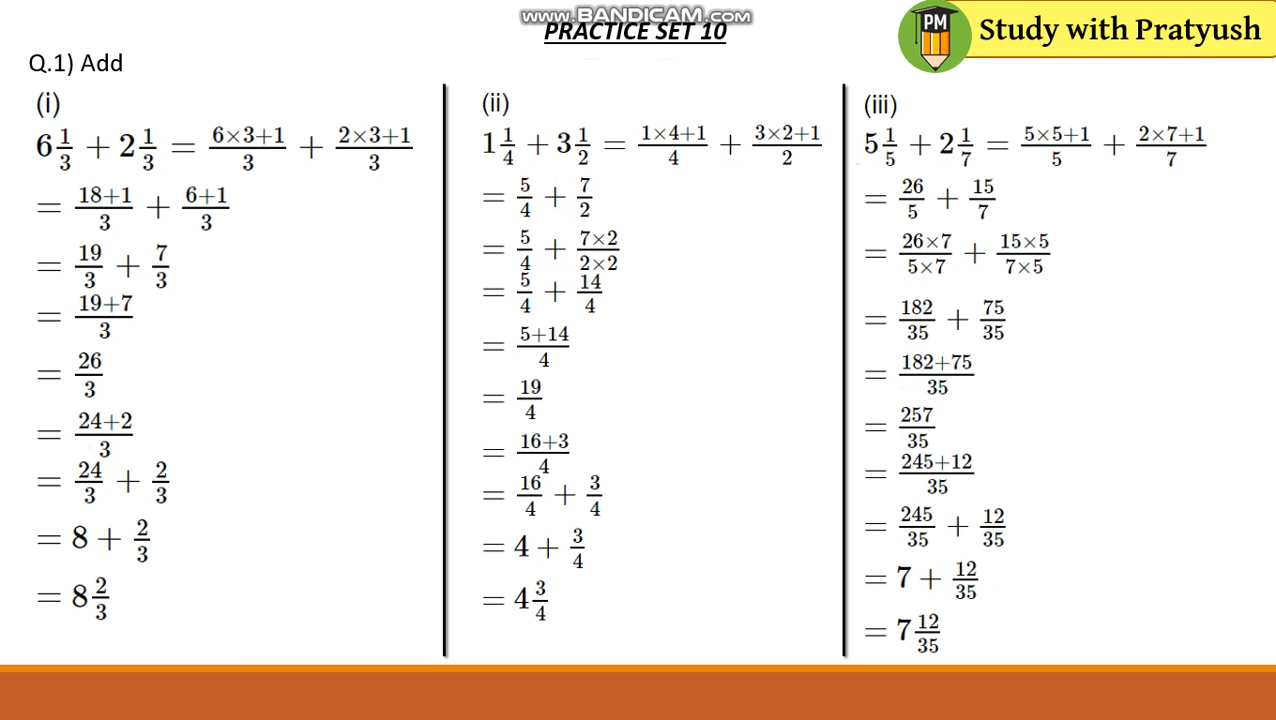 www.BANDICAM.com
PRACTICE SET 10
PM
Study with Pratyush
Q.1) Add
(i)
6 1/3 + 2 1/3 = (6×3+1)/3 + (2×3+1)/3
= (18+1)/3 + (6+1)/3
= 19/3 + 7/3
= (19+7)/3
= 26/3
= (24+2)/3
= 24/3 + 2/3
= 8 + 2/3
= 8 2/3
(ii)
1 1/4 + 3 1/2 = (1×4+1)/4 + (3×2+1)/2
= 5/4 + 7/2
= 5/4 + (7×2)/(2×2)
= 5/4 + 14/4
= (5+14)/4
= 19/4
= (16+3)/4
= 16/4 + 3/4
= 4 + 3/4
= 4 3/4
(iii)
5 1/5 + 2 1/7 = (5×5+1)/5 + (2×7+1)/7
= 26/5 + 15/7
= (26×7)/(5×7) + (15×5)/(7×5)
= 182/35 + 75/35
= (182+75)/35
= 257/35
= (245+12)/35
= 245/35 + 12/35
= 7 + 12/35
= 7 12/35